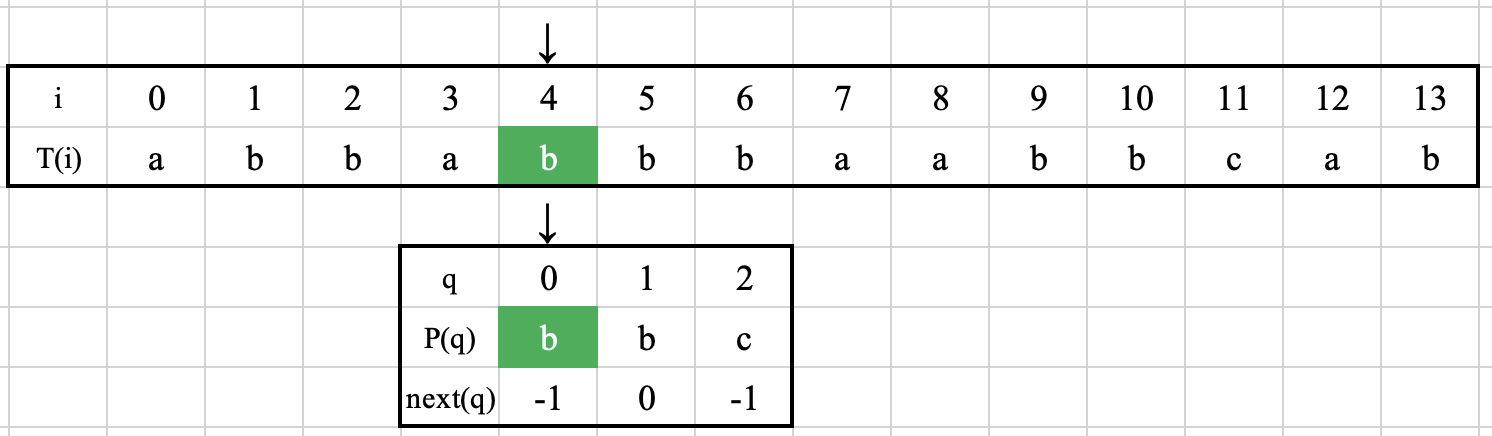 ↓
i 0 1 2 3 4 5 6 7 8 9 10 11 12 13
T(i) a b b a b b b a a b b c a b
↓
q 0 1 2
P(q) b b c
next(q) -1 0 -1